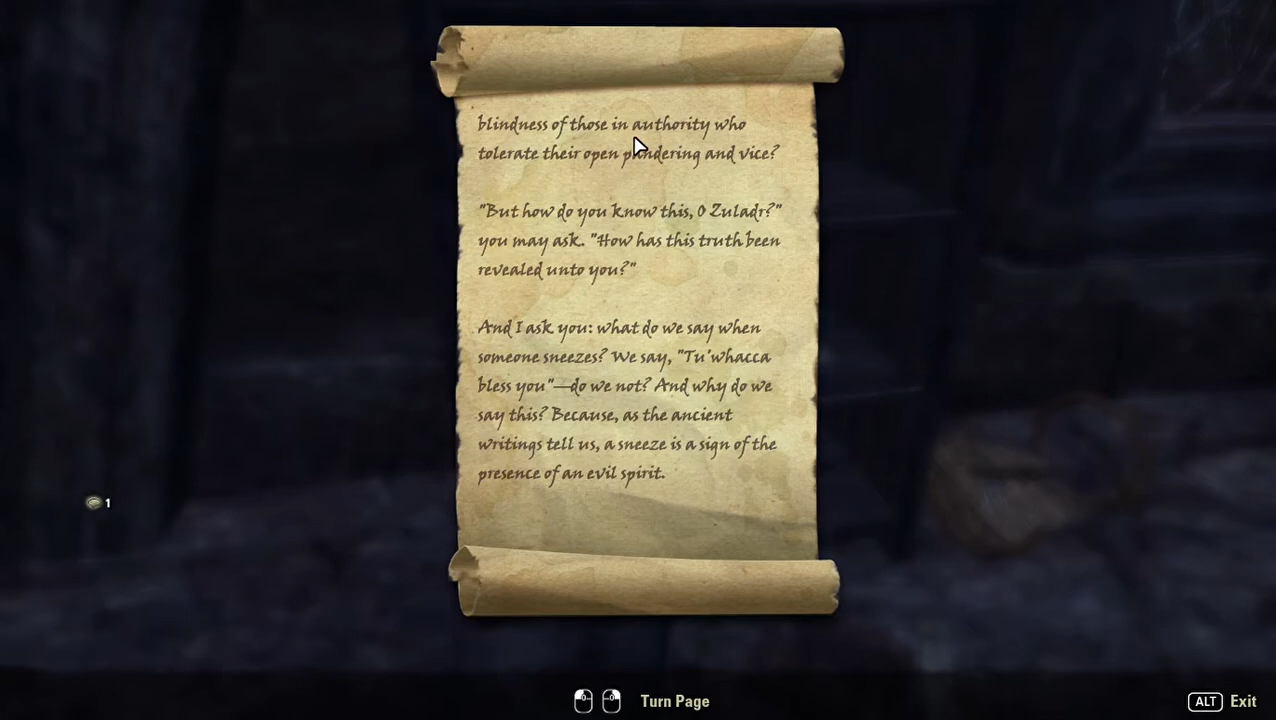 blindness of those in authority who
tolerate their open pandering and vice?
"But how do you know this, O Zuladr?"
you may ask. "How has this truth been
revealed unto you?"
And I ask you: what do we say when
someone sneezes? We say, "Tu'whacca
bless you"—do we not? And why do we
say this? Because, as the ancient
writings tell us, a sneeze is a sign of the
presence of an evil spirit.
1
Turn Page
ALT Exit